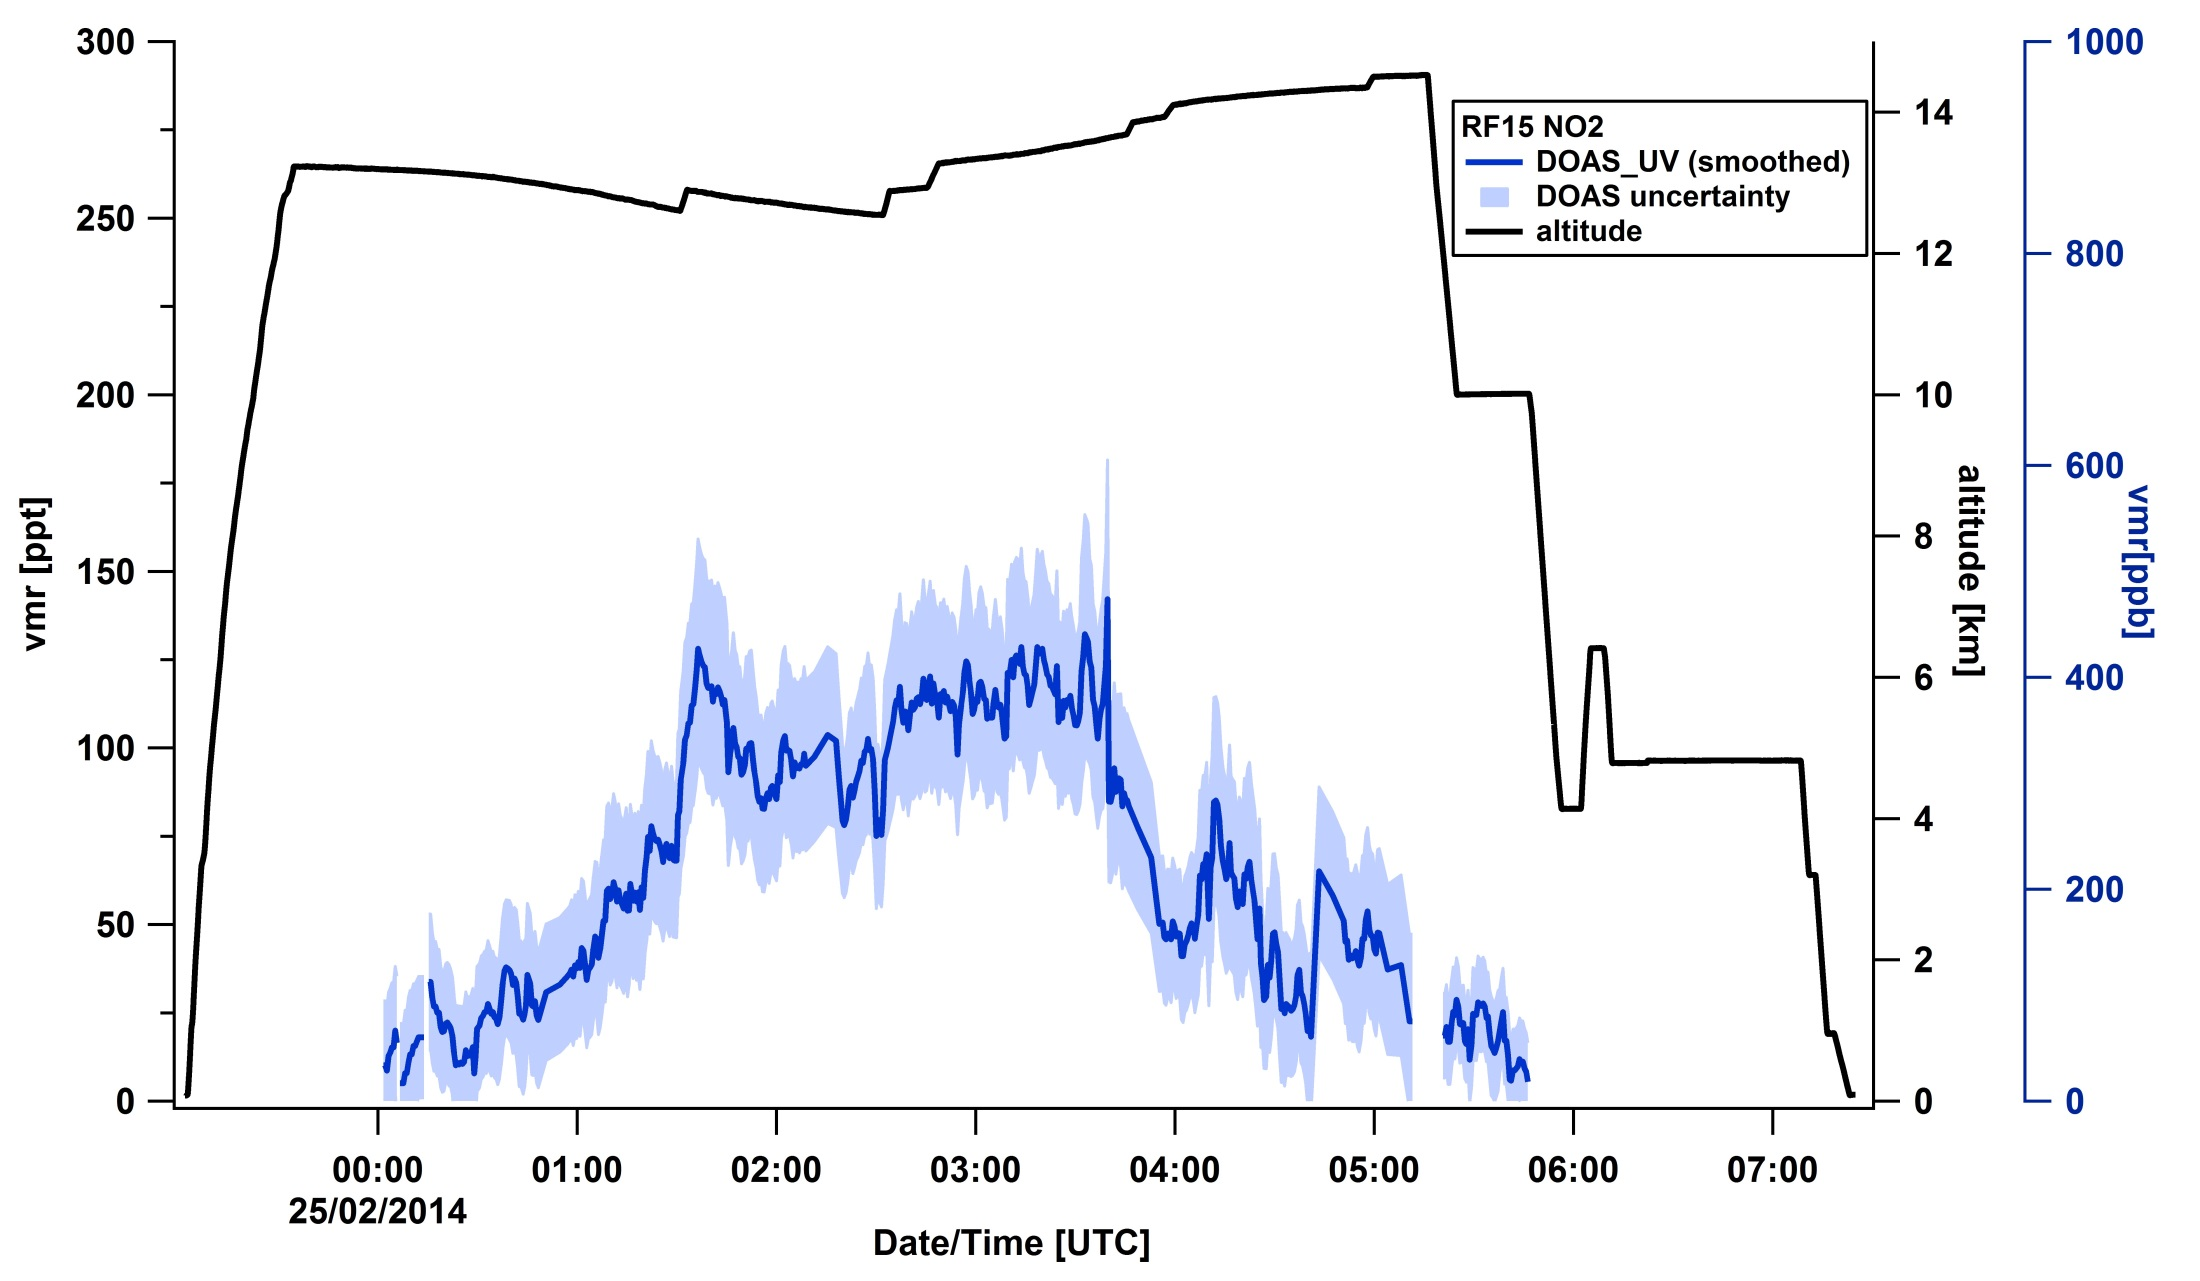 300
250
200
150
100
50
0
vmr [ppt]
RF15 NO2
DOAS_UV (smoothed)
DOAS uncertainty
altitude
14
12
10
8
6
4
2
0
altitude [km]
1000
800
600
400
200
0
vmr[ppb]
00:00 01:00 02:00 03:00 04:00 05:00 06:00 07:00
25/02/2014
Date/Time [UTC]